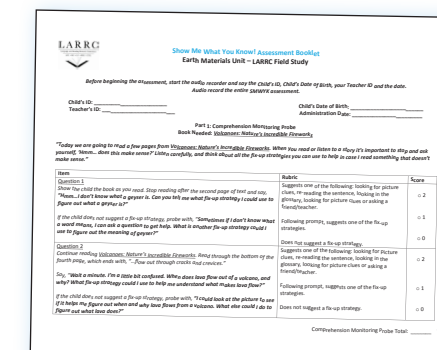 LARRC
Show Me What You Know! Assessment Booklet
Earth Materials Unit – LARRC Field Study
Before beginning the assessment, start the audio recorder and say the Child's ID, Child's Date of Birth, your Teacher ID and the date.
Audio record the entire SMWYK assessment.
Child's ID: ____________________ Child's Date of Birth: ____________________
Teacher's ID: ____________________ Administration Date: ____________________
Part 1: Comprehension Monitoring Probe
Book Needed: Volcanoes: Nature's Incredible Fireworks
"Today we are going to read a few pages from Volcanoes: Nature's Incredible Fireworks. When you read or listen to a story it's important to stop and ask
yourself, 'Hmm... does this make sense?' Listen carefully, and think about all the fix-up strategies you can use to help in case I read something that doesn't
make sense."
Item Rubric Score
Question 1
Show the child the book as you read. Stop reading after the second page of text and say,
"Hmm...I don't know what a geyser is. Can you tell me what fix-up strategy I could use to
figure out what a geyser is?"
If the child does not suggest a fix-up strategy, probe with, "Sometimes if I don't know what
a word means, I can ask a question to get help. What is another fix-up strategy could I
use to figure out the meaning of geyser?"
Suggests one of the following: looking for picture
clues, re-reading the sentence, looking in the
glossary, looking for picture clues or asking a
friend/teacher.
○ 2
Following prompt, suggests one of the fix-up
strategies.
○ 1
Does not suggest a fix-up strategy.
○ 0
Question 2
Continue reading Volcanoes: Nature's Incredible Fireworks. Read through the bottom of the
fourth page, which ends with, "...flow out through cracks and crevices."
Say, "Wait a minute. I'm a little bit confused. When does lava flow out of a volcano, and
why? What fix-up strategy could I use to help me understand what makes lava flow?"
If the child does not suggest a fix-up strategy, probe with, "I could look at the picture to see
if it helps me figure out when and why lava flows from a volcano. What else could I do to
figure out what lava does?"
Suggests one of the following: looking for picture
clues, re-reading the sentence, looking in the
glossary, looking for picture clues or asking a
friend/teacher.
○ 2
Following prompt, suggests one of the fix-up
strategies.
○ 1
Does not suggest a fix-up strategy.
○ 0
Comprehension Monitoring Probe Total: ______